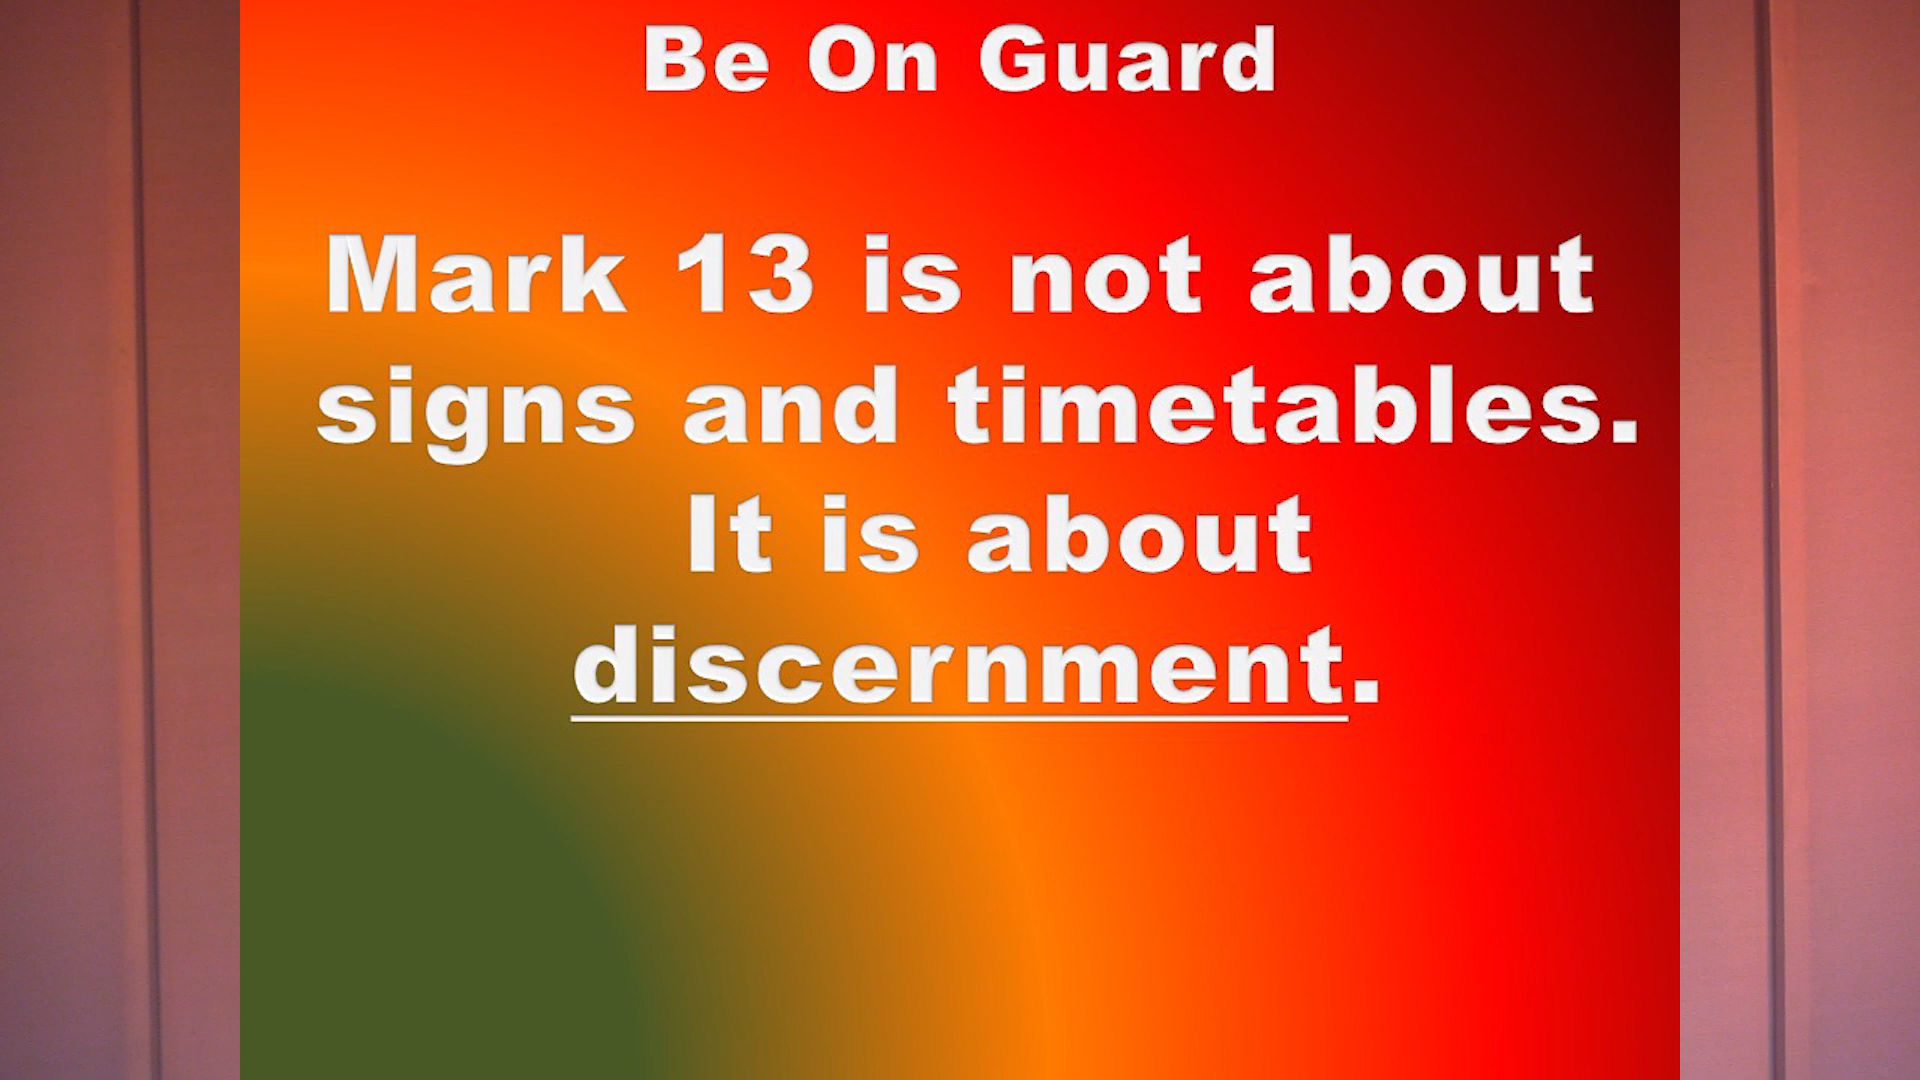 Be On Guard
Mark 13 is not about
signs and timetables.
It is about
discernment.